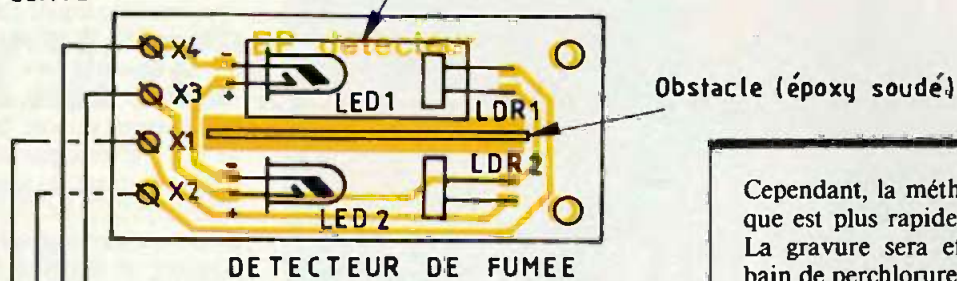 X4
EP detecteur
-
+
LED1
LDR1
X3
Obstacle (époxy soudé)
X1
LDR2
X2
-
+
LED 2
DETECTEUR DE FUMEE
Cependant, la méth
que est plus rapide
La gravure sera ef
bain de perchlorure